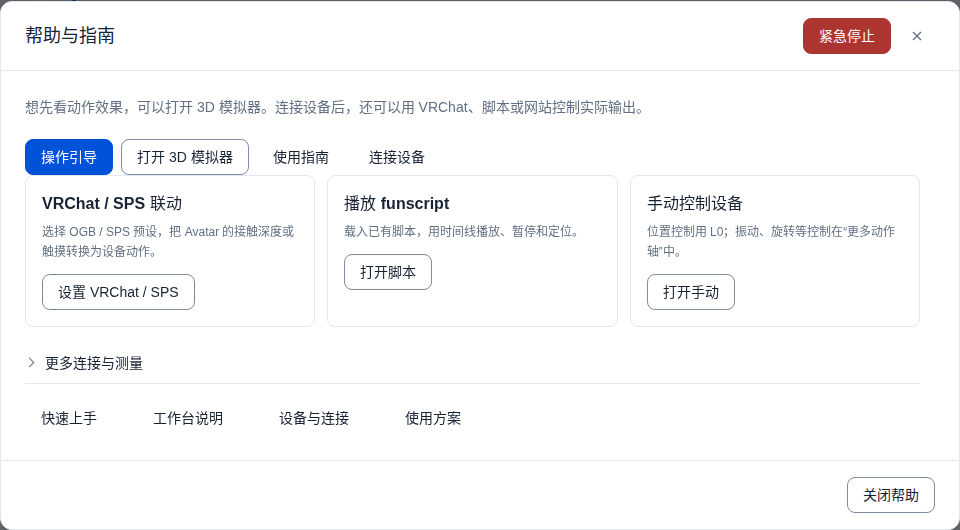 帮助与指南
紧急停止
×
想先看动作效果，可以打开 3D 模拟器。连接设备后，还可以用 VRChat、脚本或网站控制实际输出。
操作引导
打开 3D 模拟器
使用指南
连接设备
VRChat / SPS 联动
选择 OGB / SPS 预设，把 Avatar 的接触深度或
触摸转换为设备动作。
设置 VRChat / SPS
播放 funscript
载入已有脚本，用时间线播放、暂停和定位。
打开脚本
手动控制设备
位置控制用 L0；振动、旋转等控制在“更多动作
轴”中。
打开手动
更多连接与测量
快速上手
工作台说明
设备与连接
使用方案
关闭帮助